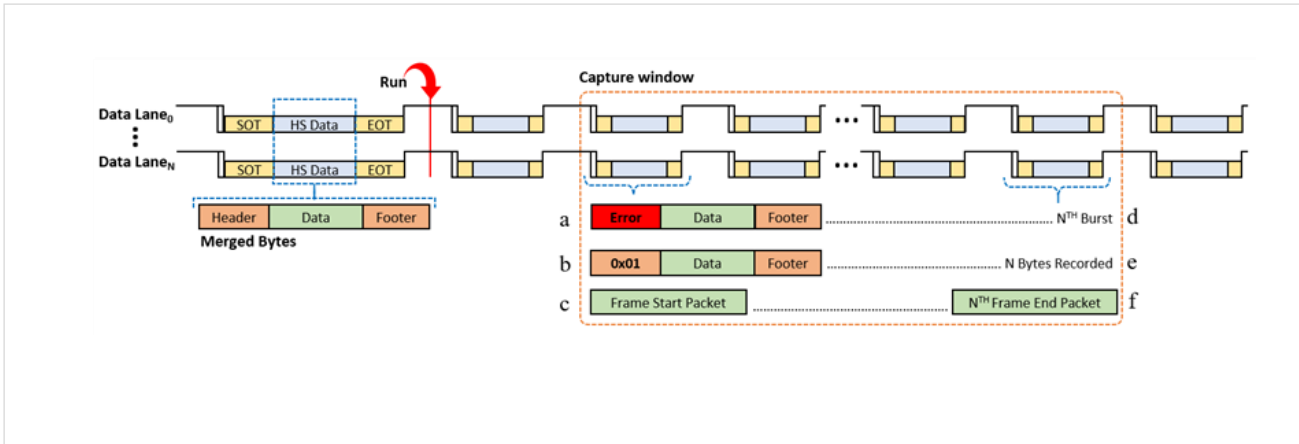 Run
Capture window
Data Lane0
SOT HS Data EOT
Data LaneN
SOT HS Data EOT
Header Data Footer
Merged Bytes
a Error Data Footer NTH Burst d
b 0x01 Data Footer N Bytes Recorded e
c Frame Start Packet NTH Frame End Packet f